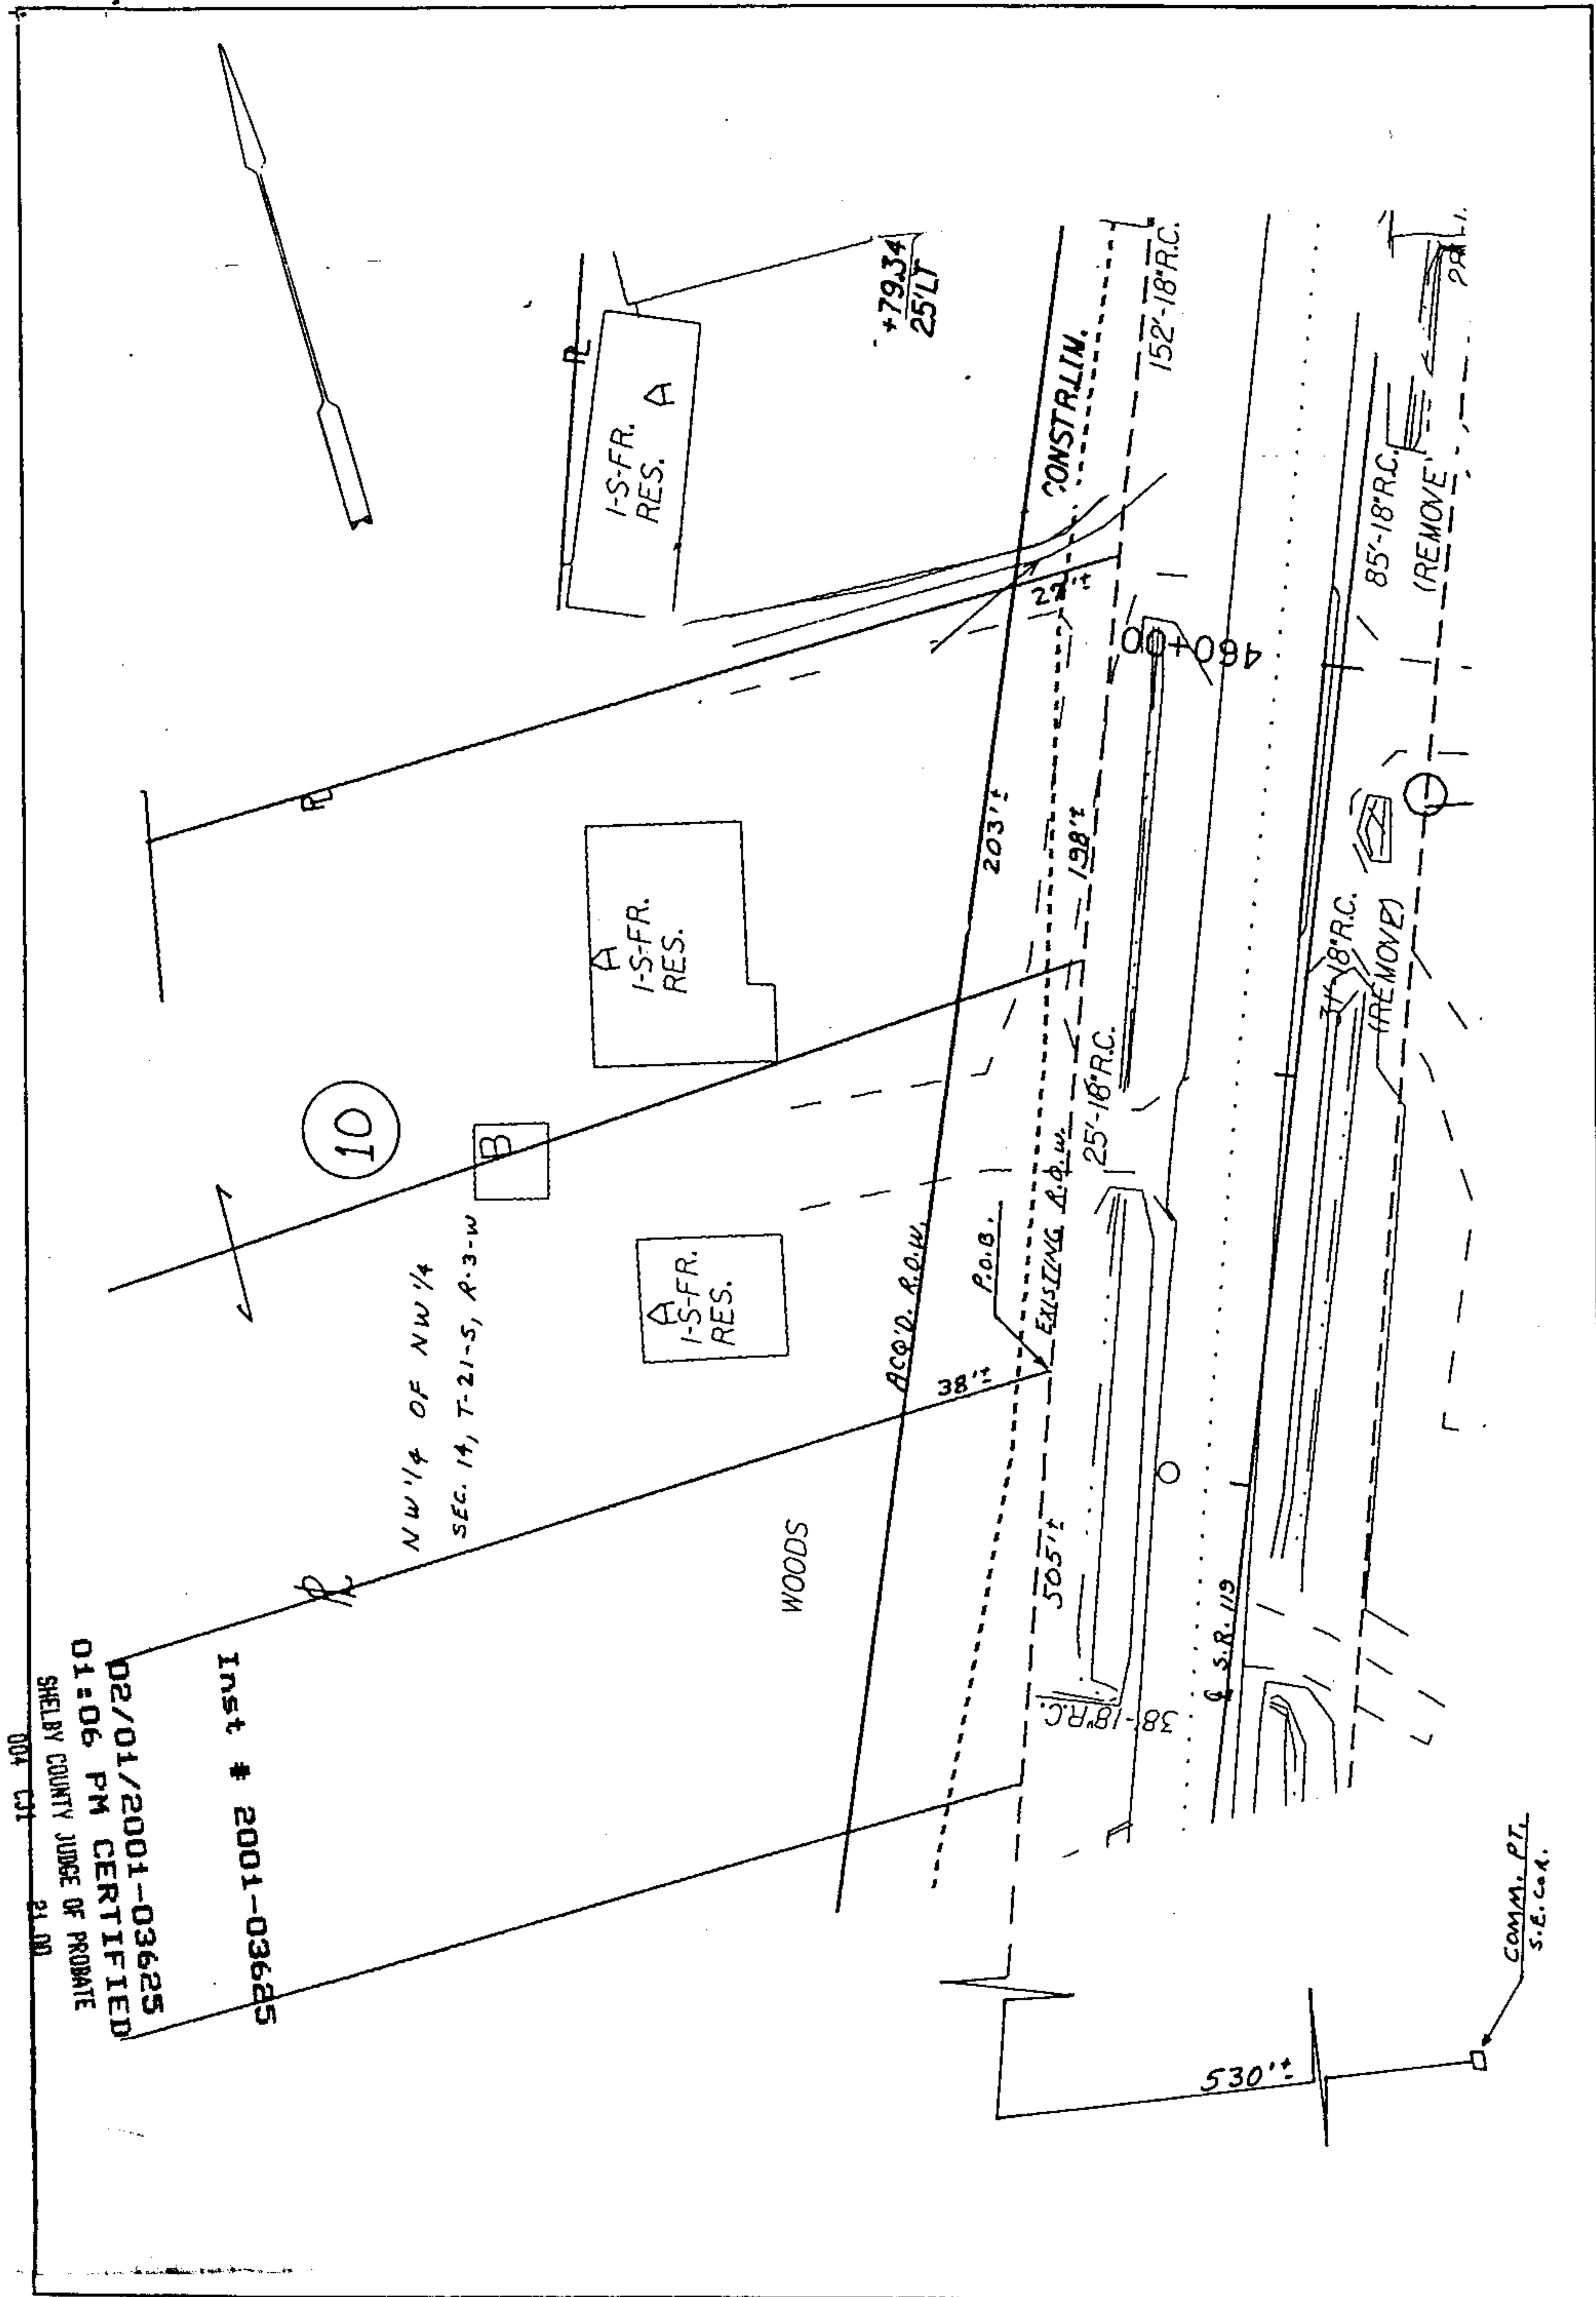 +79.34
25'LT
CONSTR.LIN.
152'-18"R.C.
1-S-FR.
RES.
A
460+00
85'-18"R.C.
(REMOVE)
203'±
198'±
1-S-FR.
RES.
A
31'-18"R.C.
(REMOVE)
10
B
25'-18"R.C.
NW 1/4 OF NW 1/4
SEC. 14, T-21-S, R-3-W
A
1-S-FR.
RES.
ACQ'D. R.O.W.
P.O.B.
EXISTING R.O.W.
38'±
WOODS
505'±
38'-18"R.C.
S.R. 119
530'±
COMM. PT.
S.E. COR.
Inst # 2001-03625
02/01/2001-03625
01:06 PM CERTIFIED
SHELBY COUNTY JUDGE OF PROBATE
004 CJ1 21.00